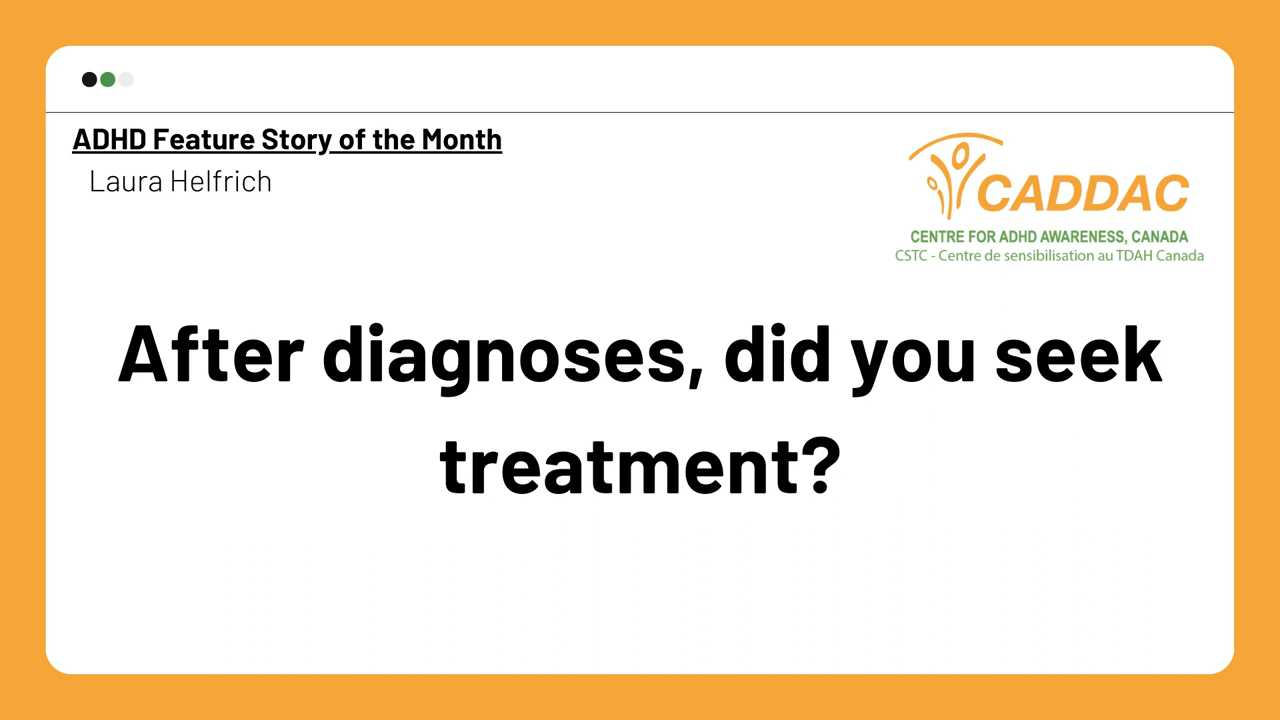 ADHD Feature Story of the Month
Laura Helfrich
CADDAC
CENTRE FOR ADHD AWARENESS, CANADA
CSTC - Centre de sensibilisation au TDAH Canada
After diagnoses, did you seek
treatment?